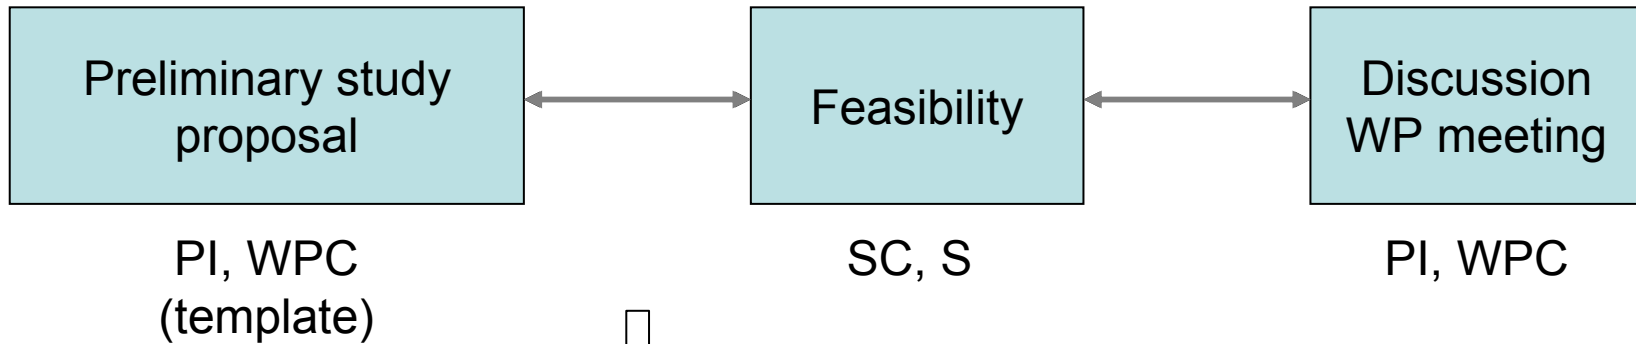 Preliminary study
proposal
Feasibility
Discussion
WP meeting
PI, WPC
(template)
SC, S
PI, WPC